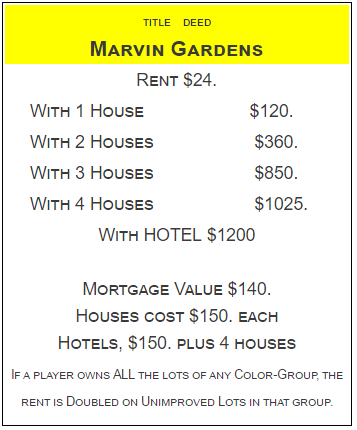 TITLE DEED
MARVIN GARDENS
RENT $24.
WITH 1 HOUSE $120.
WITH 2 HOUSES $360.
WITH 3 HOUSES $850.
WITH 4 HOUSES $1025.
WITH HOTEL $1200
MORTGAGE VALUE $140.
HOUSES COST $150. EACH
HOTELS, $150. PLUS 4 HOUSES
IF A PLAYER OWNS ALL THE LOTS OF ANY COLOR-GROUP, THE
RENT IS DOUBLED ON UNIMPROVED LOTS IN THAT GROUP.